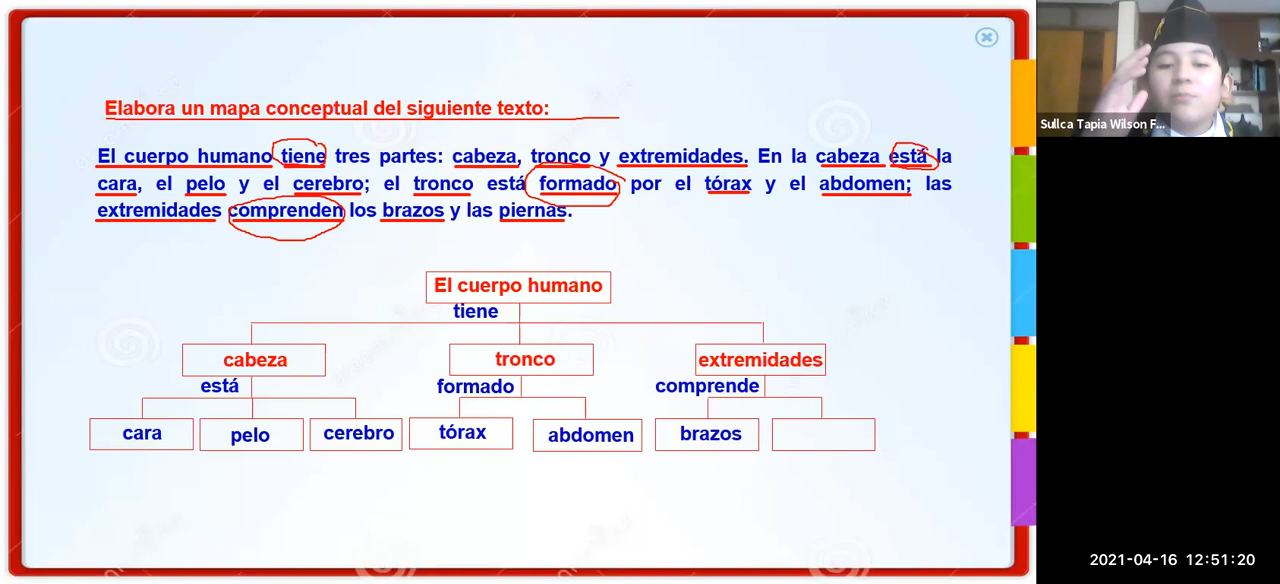 Elabora un mapa conceptual del siguiente texto:
El cuerpo humano tiene tres partes: cabeza, tronco y extremidades. En la cabeza está la
cara, el pelo y el cerebro; el tronco está formado por el tórax y el abdomen; las
extremidades comprenden los brazos y las piernas.
El cuerpo humano
tiene
cabeza
tronco
extremidades
está
formado
comprende
cara
pelo
cerebro
tórax
abdomen
brazos
Sullca Tapia Wilson F...
2021-04-16 12:51:20